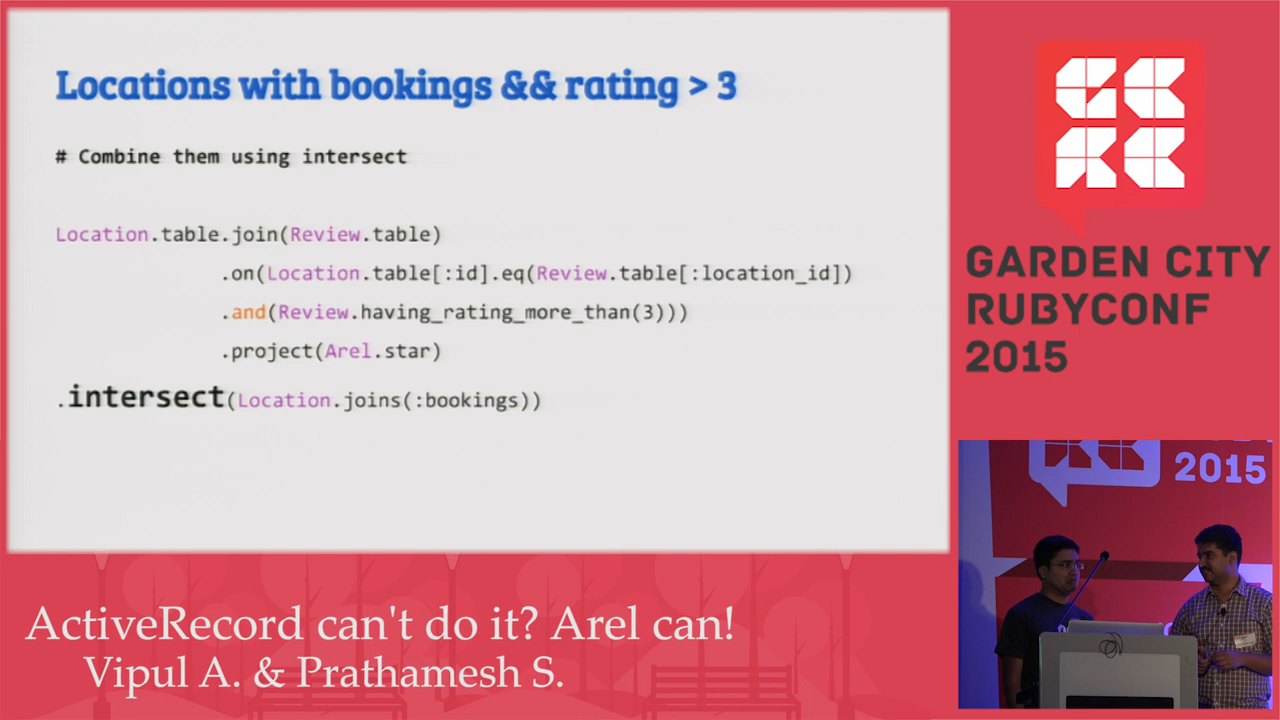 Locations with bookings && rating > 3
# Combine them using intersect
Location.table.join(Review.table)
.on(Location.table[:id].eq(Review.table[:location_id])
.and(Review.having_rating_more_than(3)))
.project(Arel.star)
.intersect(Location.joins(:bookings))
GARDEN CITY
RUBYCONF
2015
2015
ActiveRecord can't do it? Arel can!
Vipul A. & Prathamesh S.